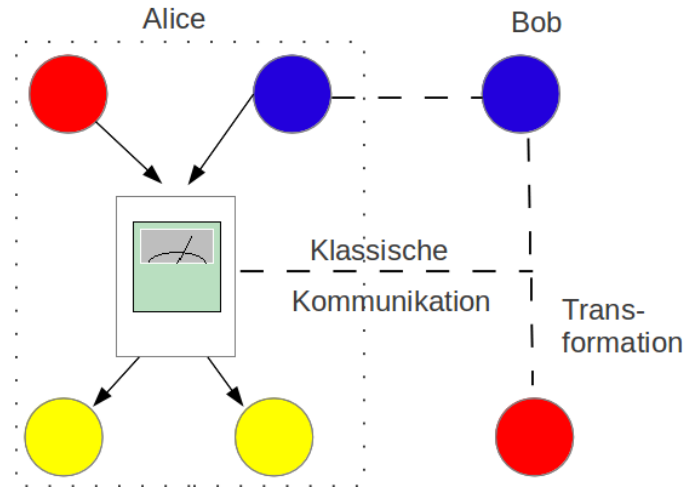 Alice
Bob
Klassische
Kommunikation
Trans-
formation